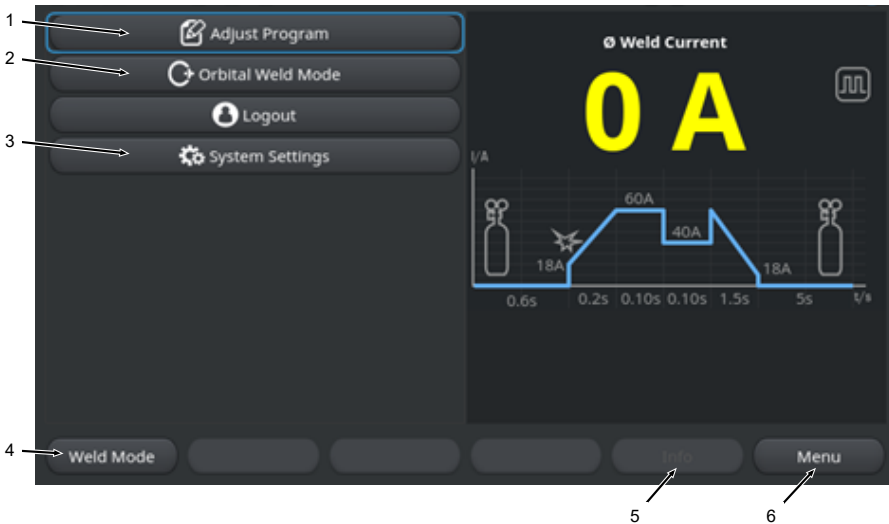 1
Adjust Program
2
Orbital Weld Mode
Logout
3
System Settings
Ø Weld Current
0 A
I/A
60A
40A
18A
18A
0.6s
0.2s
0.10s
0.10s
1.5s
5s
t/s
4
Weld Mode
Info
Menu
5
6